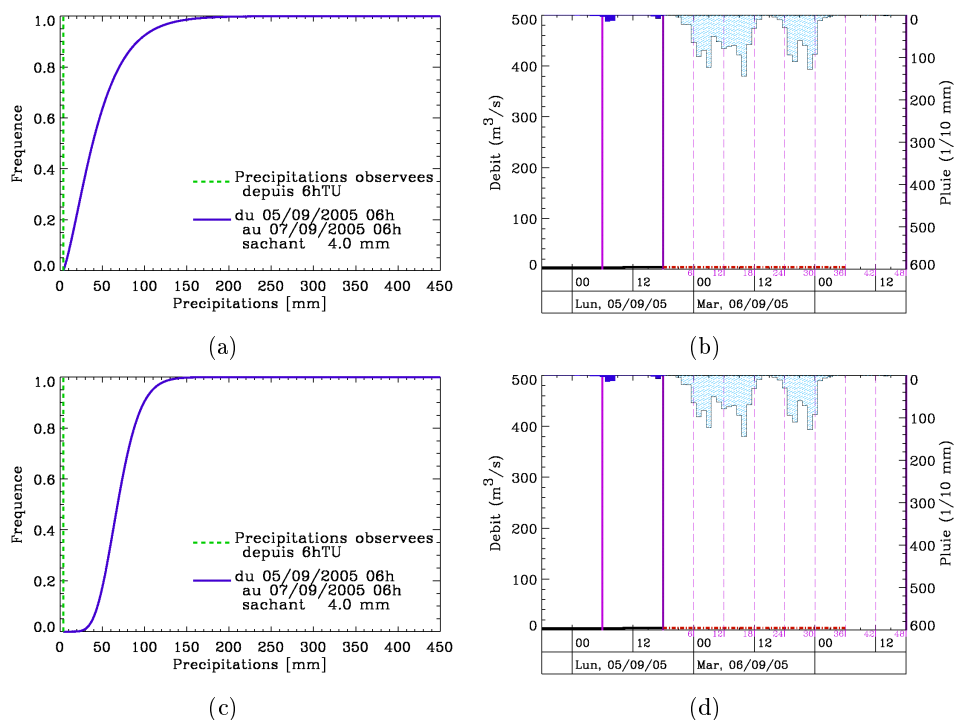 1.0
0.8
0.6
0.4
0.2
0.0
Frequence
Precipitations observees
depuis 6hTU
du 05/09/2005 06h
au 07/09/2005 06h
sachant 4.0 mm
0 50 100 150 200 250 300 350 400 450
Precipitations [mm]
(a)
500
400
300
200
100
0
Debit (m³/s)
0
100
200
300
400
500
600
Pluie (1/10 mm)
6 12 18 24 30 36 42 48
00 12 00 12 00 12
Lun, 05/09/05 Mar, 06/09/05
(b)
1.0
0.8
0.6
0.4
0.2
0.0
Frequence
Precipitations observees
depuis 6hTU
du 05/09/2005 06h
au 07/09/2005 06h
sachant 4.0 mm
0 50 100 150 200 250 300 350 400 450
Precipitations [mm]
(c)
500
400
300
200
100
0
Debit (m³/s)
0
100
200
300
400
500
600
Pluie (1/10 mm)
6 12 18 24 30 36 42 48
00 12 00 12 00 12
Lun, 05/09/05 Mar, 06/09/05
(d)